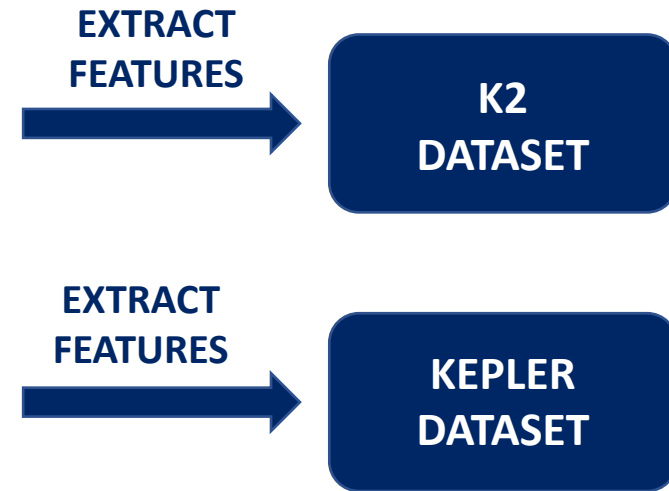 EXTRACT
FEATURES
K2
DATASET
EXTRACT
FEATURES
KEPLER
DATASET